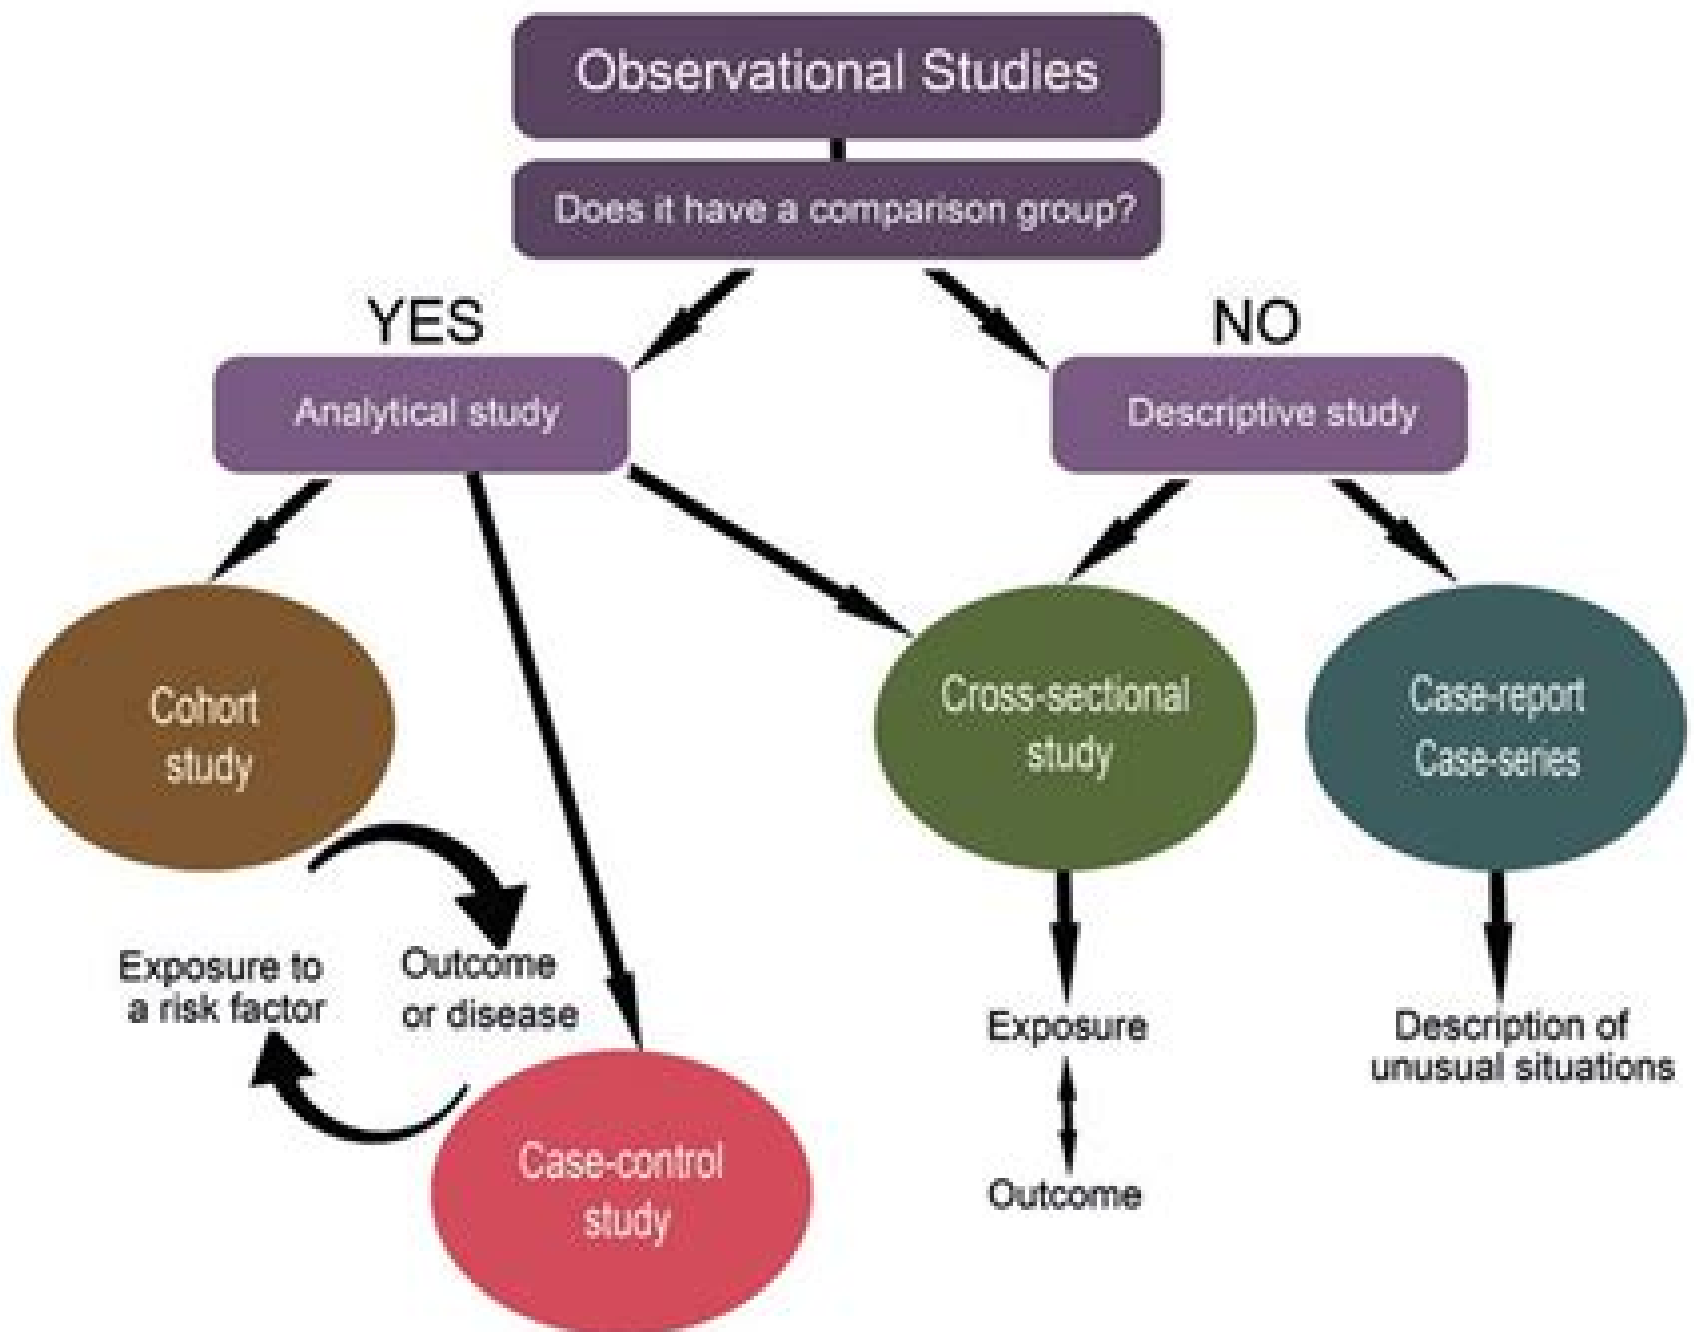 Observational Studies
Does it have a comparison group?
YES
NO
Analytical study
Descriptive study
Cohort
study
Cross-sectional
study
Case-report
Case-series
Exposure to
a risk factor
Outcome
or disease
Exposure
Outcome
Description of
unusual situations
Case-control
study